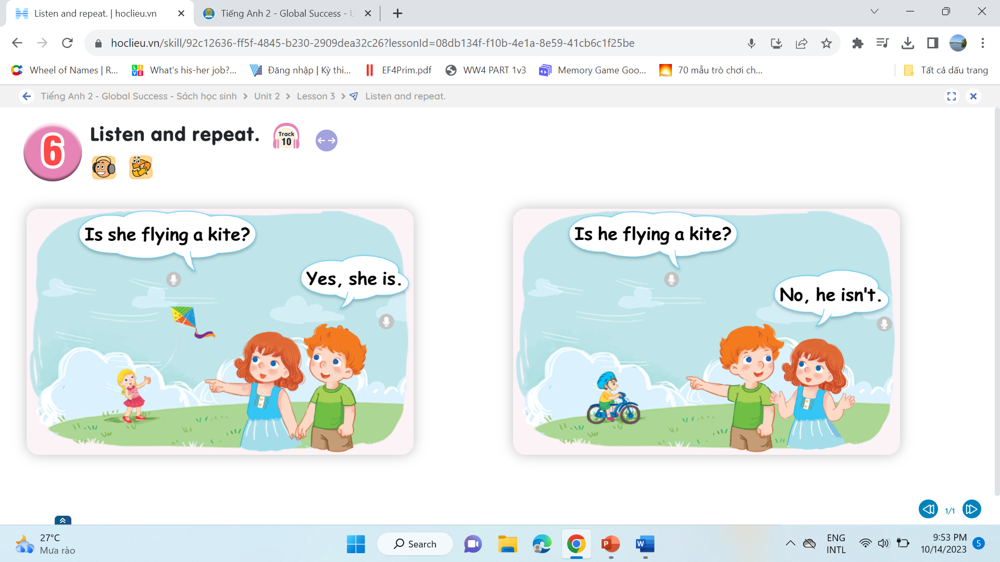 Listen and repeat. | hoclieu.vn
Tiếng Anh 2 - Global Success - U
hoclieu.vn/skill/92c12636-ff5f-4845-b230-2909dea32c26?lessonId=08db134f-f10b-4e1a-8e59-41cb6c1f25be
Wheel of Names | R...
LIVE
What's his-her job?...
Đăng nhập | Kỳ thi...
EF4Prim.pdf
WW4 PART 1v3
Memory Game Goo...
70 mẫu trò chơi ch...
Tất cả dấu trang
Tiếng Anh 2 - Global Success - Sách học sinh
Unit 2
Lesson 3
Listen and repeat.
6
Listen and repeat.
Track
10
Is she flying a kite?
Yes, she is.
Is he flying a kite?
No, he isn't.
1/1
27°C
Mưa rào
Search
P
W
ENG
INTL
9:53 PM
10/14/2023
5